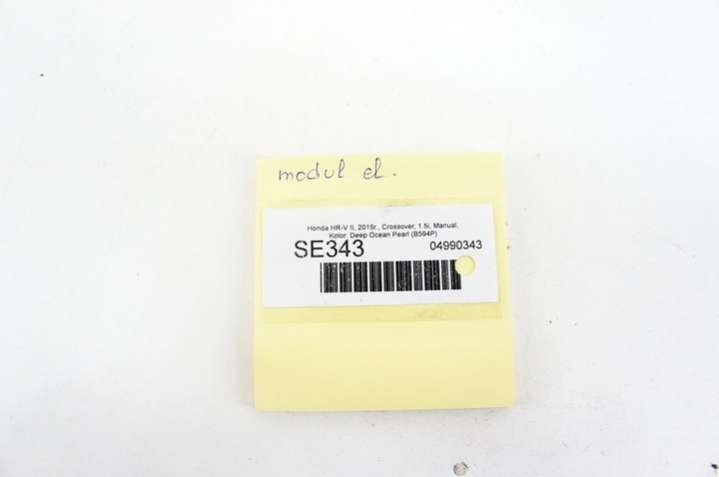 modul el.
Honda HR-V II, 2015r., Crossover, 1.5i, Manual,
Kolor: Deep Ocean Pearl (B594P)
SE343 04990343